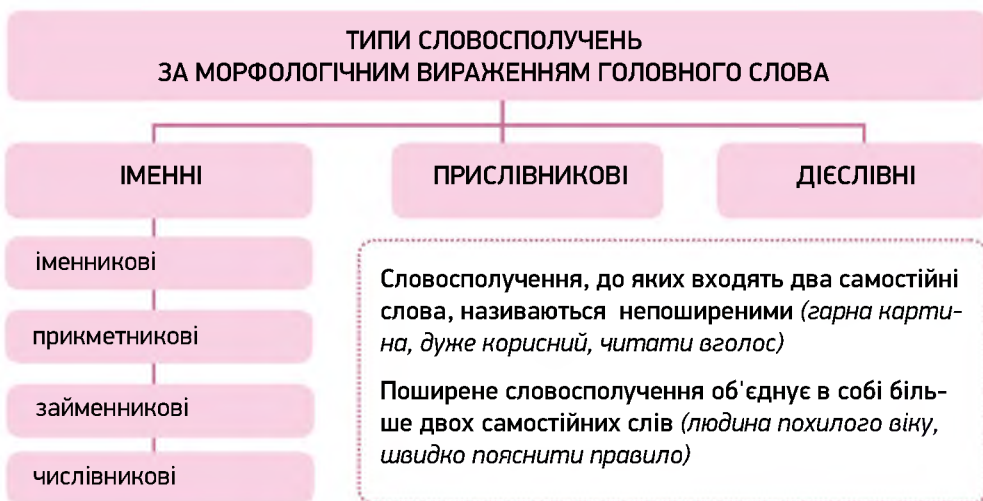 ТИПИ СЛОВОСПОЛУЧЕНЬ
ЗА МОРФОЛОГІЧНИМ ВИРАЖЕННЯМ ГОЛОВНОГО СЛОВА
ІМЕННІ
ПРИСЛІВНИКОВІ
ДІЄСЛІВНІ
іменникові
прикметникові
займенникові
числівникові
Словосполучення, до яких входять два самостійні
слова, називаються непоширеними (гарна карти-
на, дуже корисний, читати вголос)
Поширене словосполучення об'єднує в собі біль-
ше двох самостійних слів (людина похилого віку,
швидко пояснити правило)